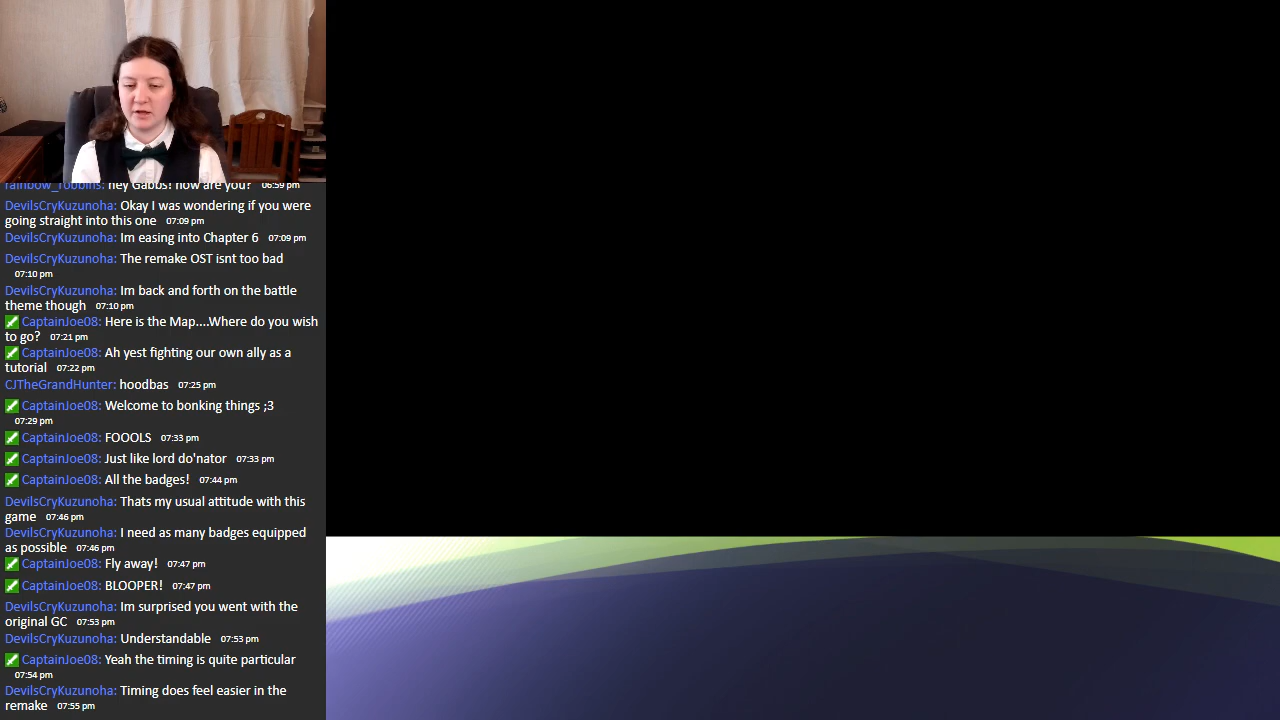 rainbow_robbins: hey Gabbs! how are you? 06:59 pm
DevilsCryKuzunoha: Okay I was wondering if you were
going straight into this one 07:09 pm
DevilsCryKuzunoha: Im easing into Chapter 6 07:09 pm
DevilsCryKuzunoha: The remake OST isnt too bad
07:10 pm
DevilsCryKuzunoha: Im back and forth on the battle
theme though 07:10 pm
CaptainJoe08: Here is the Map....Where do you wish
to go? 07:21 pm
CaptainJoe08: Ah yest fighting our own ally as a
tutorial 07:22 pm
CJTheGrandHunter: hoodbas 07:25 pm
CaptainJoe08: Welcome to bonking things ;3
07:29 pm
CaptainJoe08: FOOOLS 07:33 pm
CaptainJoe08: Just like lord do'nator 07:33 pm
CaptainJoe08: All the badges! 07:44 pm
DevilsCryKuzunoha: Thats my usual attitude with this
game 07:46 pm
DevilsCryKuzunoha: I need as many badges equipped
as possible 07:46 pm
CaptainJoe08: Fly away! 07:47 pm
CaptainJoe08: BLOOPER! 07:47 pm
DevilsCryKuzunoha: Im surprised you went with the
original GC 07:53 pm
DevilsCryKuzunoha: Understandable 07:53 pm
CaptainJoe08: Yeah the timing is quite particular
07:54 pm
DevilsCryKuzunoha: Timing does feel easier in the
remake 07:55 pm